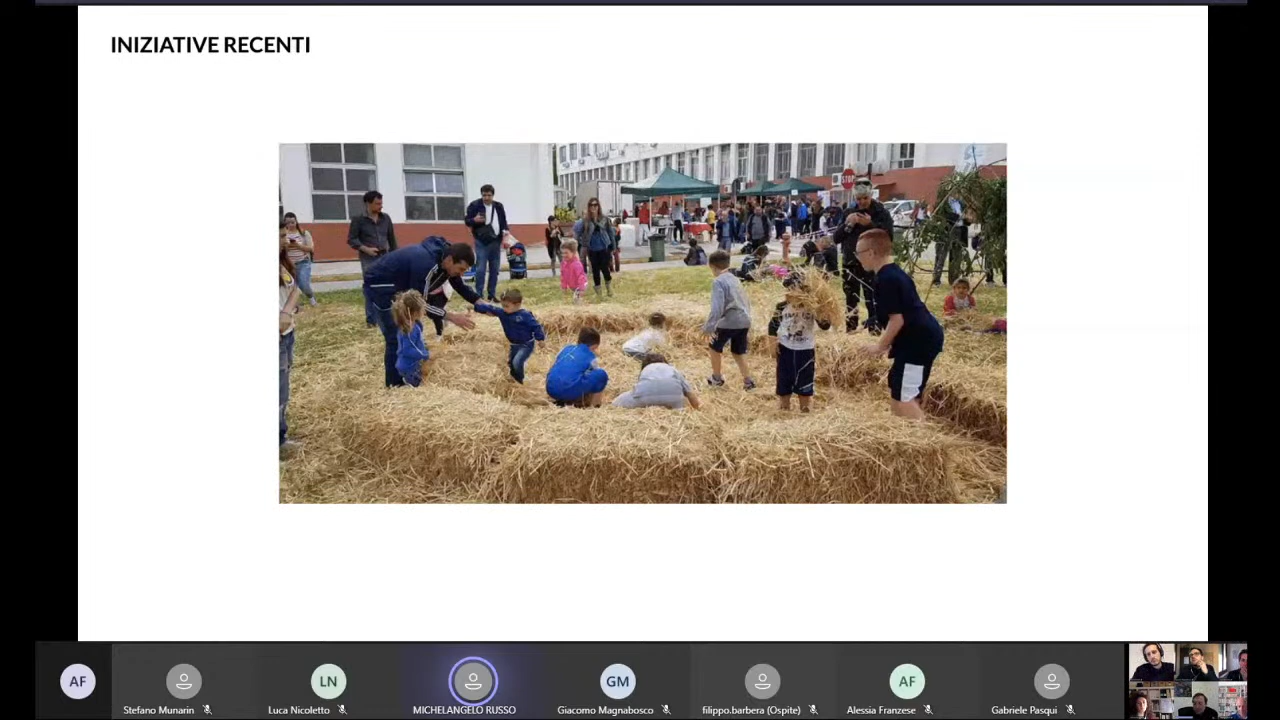 INIZIATIVE RECENTI
STOP
AF
Stefano Munarin
LN
Luca Nicoletto
MICHELANGELO RUSSO
GM
Giacomo Magnabosco
filippo.barbera (Ospite)
AF
Alessia Franzese
Gabriele Pasqui